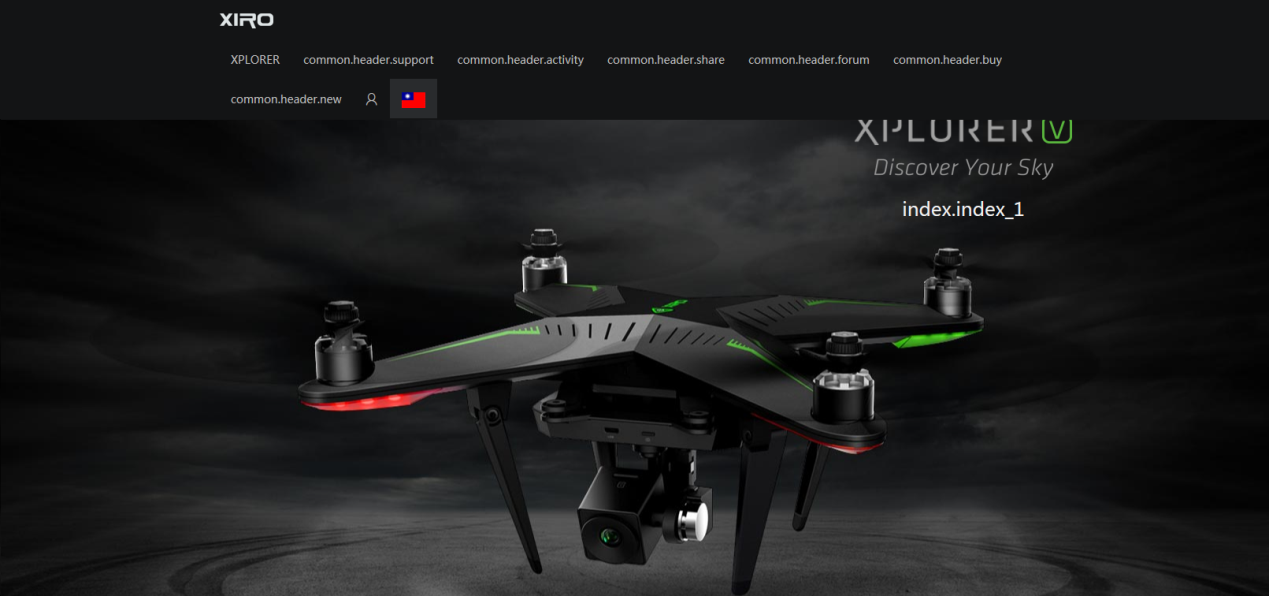 XIRO
XPLORER common.header.support common.header.activity common.header.share common.header.forum common.header.buy
common.header.new
XPLORER V
Discover Your Sky
index.index_1
XIRO